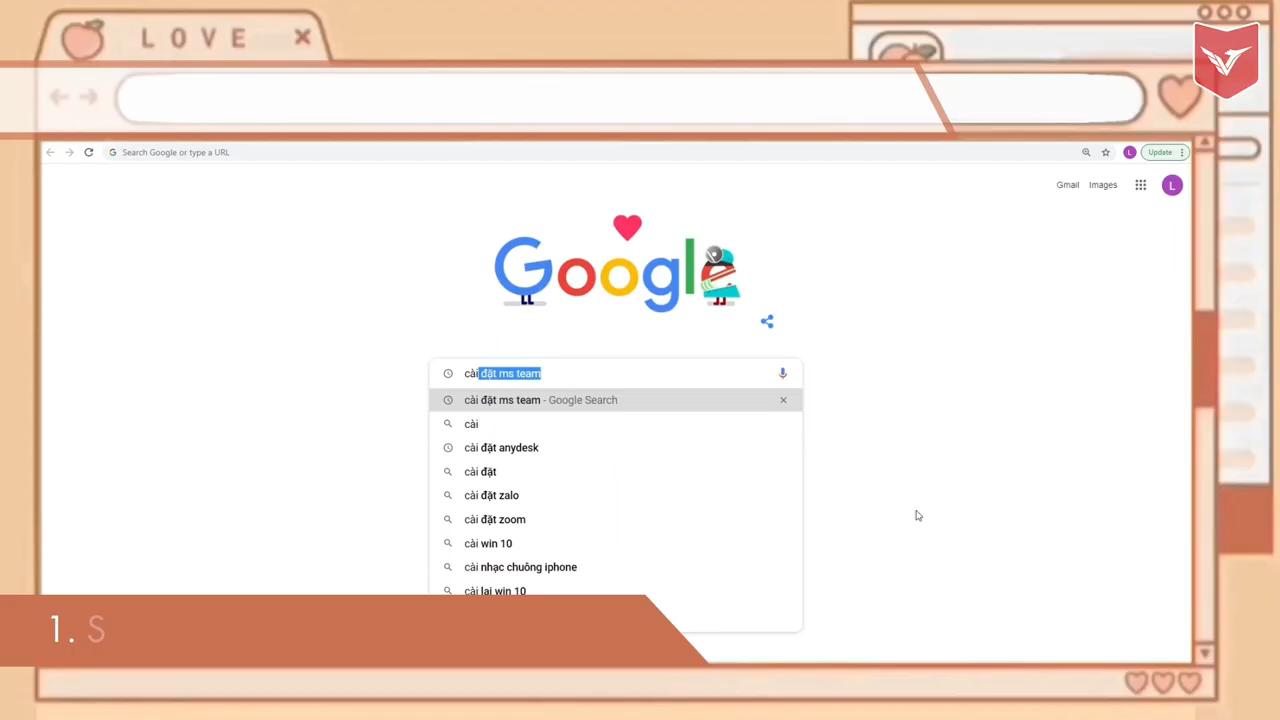 LOVE
Search Google or type a URL
Update
Gmail Images
L
Google
cài đặt ms team
cài đặt ms team - Google Search
cài
cài đặt anydesk
cài đặt
cài đặt zalo
cài đặt zoom
cài win 10
cài nhạc chuông iphone
cài lại win 10
1. S